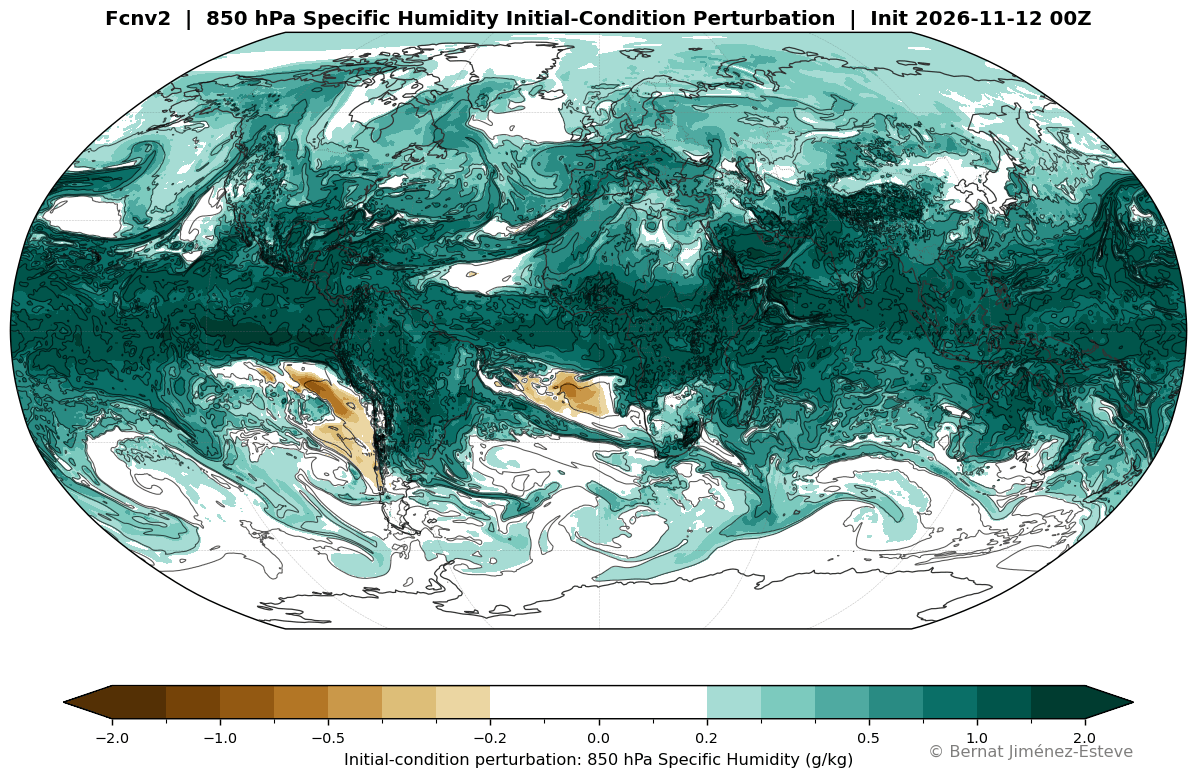 Fcnv2 | 850 hPa Specific Humidity Initial-Condition Perturbation | Init 2026-11-12 00Z
−2.0 −1.0 −0.5 −0.2 0.0 0.2 0.5 1.0 2.0
© Bernat Jiménez-Esteve
Initial-condition perturbation: 850 hPa Specific Humidity (g/kg)